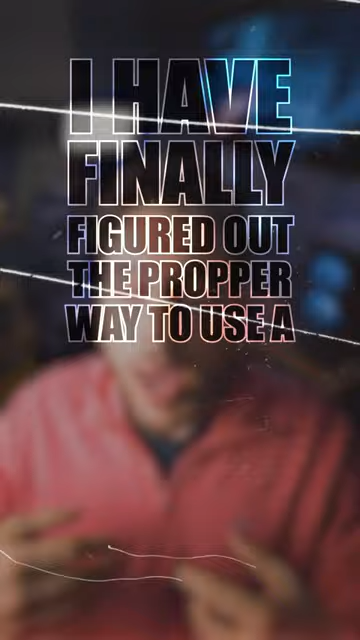 I HAVE
FINALLY
FIGURED OUT
THE PROPPER
WAY TO USE A